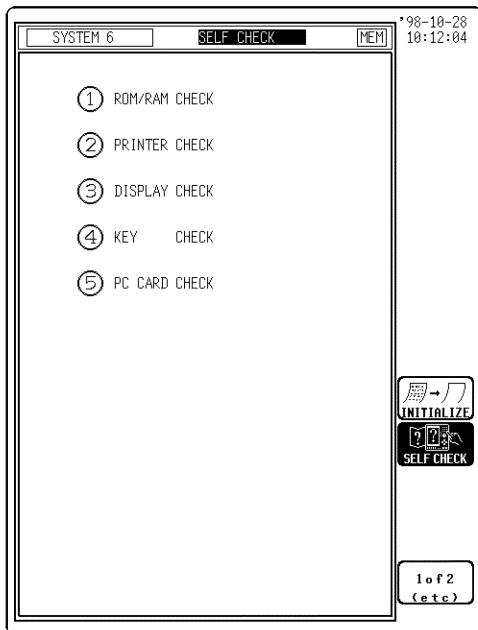 '98-10-28
SYSTEM 6 SELF CHECK MEM 10:12:04
① ROM/RAM CHECK
② PRINTER CHECK
③ DISPLAY CHECK
④ KEY CHECK
⑤ PC CARD CHECK
INITIALIZE
??
SELF CHECK
1of2
(etc)